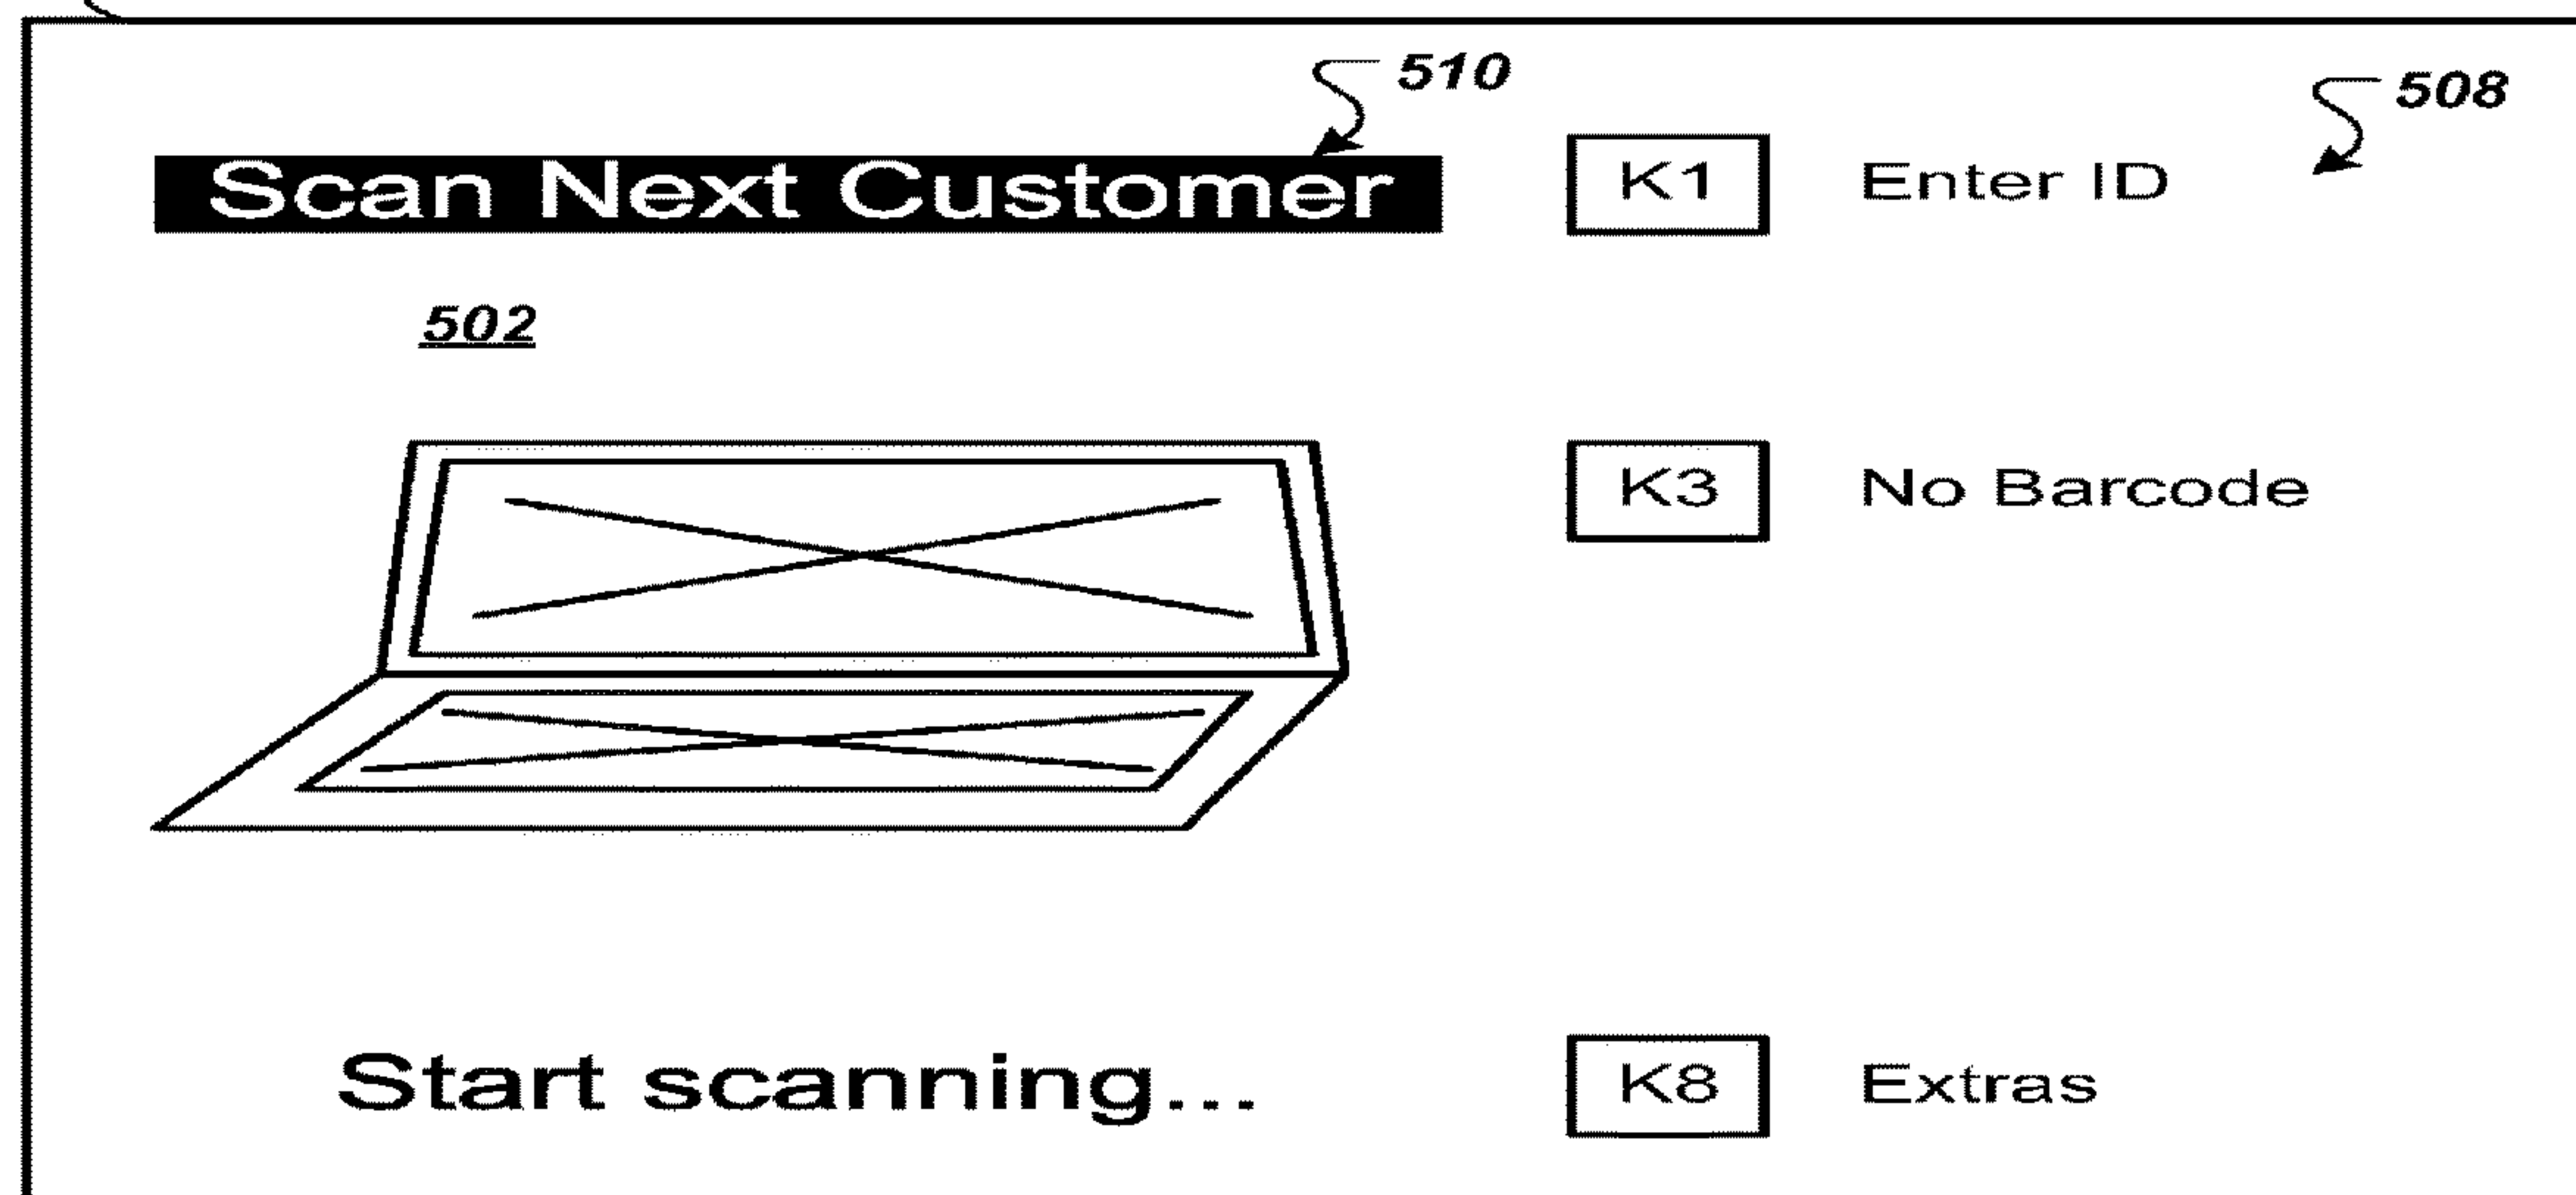 510
508
Scan Next Customer
K1 Enter ID
502
K3 No Barcode
Start scanning...
K8 Extras